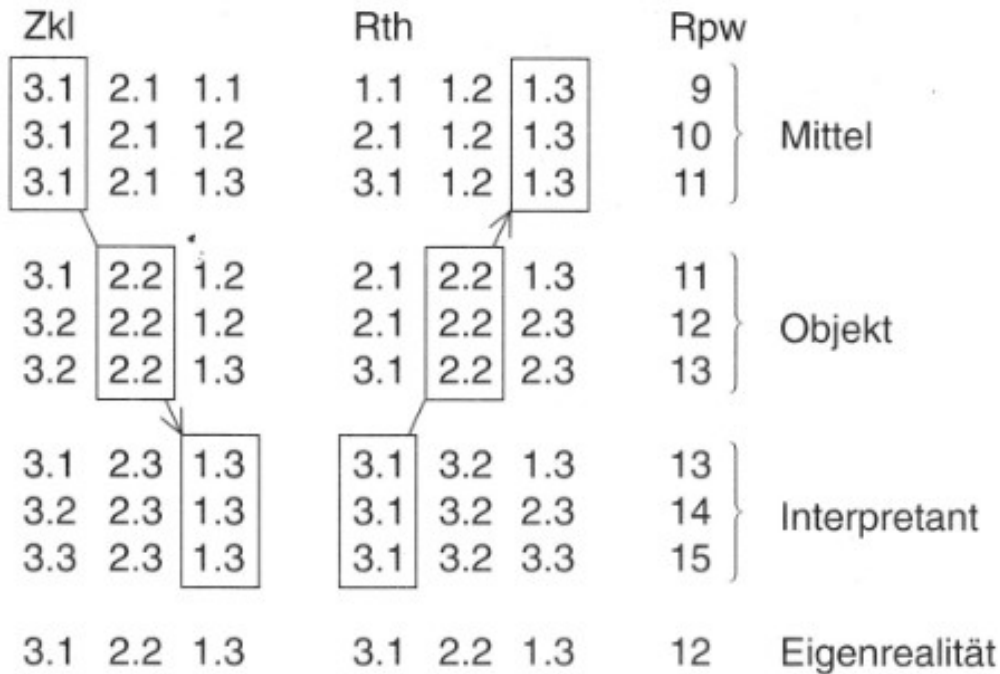 Zkl Rth Rpw
3.1 2.1 1.1 1.1 1.2 1.3 9
3.1 2.1 1.2 2.1 1.2 1.3 10 Mittel
3.1 2.1 1.3 3.1 1.2 1.3 11
3.1 2.2 1.2 2.1 2.2 1.3 11
3.2 2.2 1.2 2.1 2.2 2.3 12 Objekt
3.2 2.2 1.3 3.1 2.2 2.3 13
3.1 2.3 1.3 3.1 3.2 1.3 13
3.2 2.3 1.3 3.1 3.2 2.3 14 Interpretant
3.3 2.3 1.3 3.1 3.2 3.3 15
3.1 2.2 1.3 3.1 2.2 1.3 12 Eigenrealität